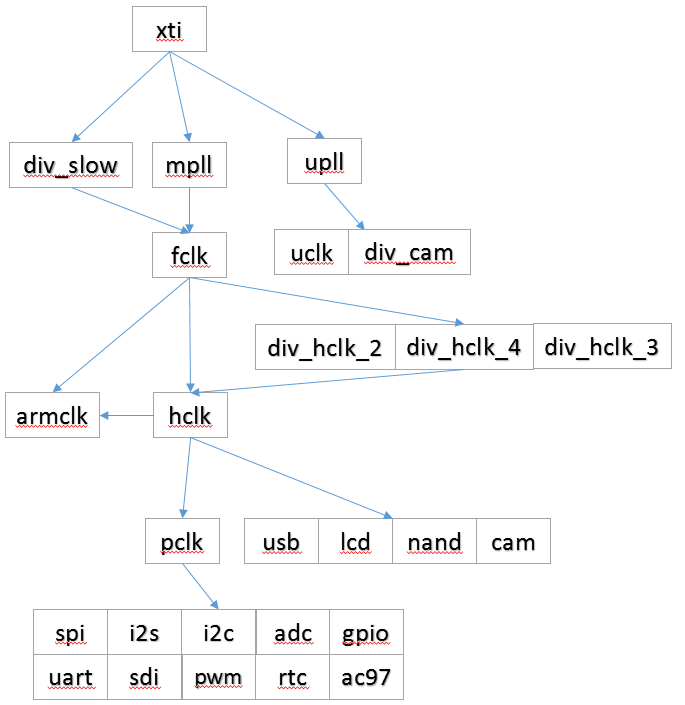 xti
div_slow mpll upll
fclk uclk div_cam
div_hclk_2 div_hclk_4 div_hclk_3
armclk hclk
pclk usb lcd nand cam
spi i2s i2c adc gpio
uart sdi pwm rtc ac97